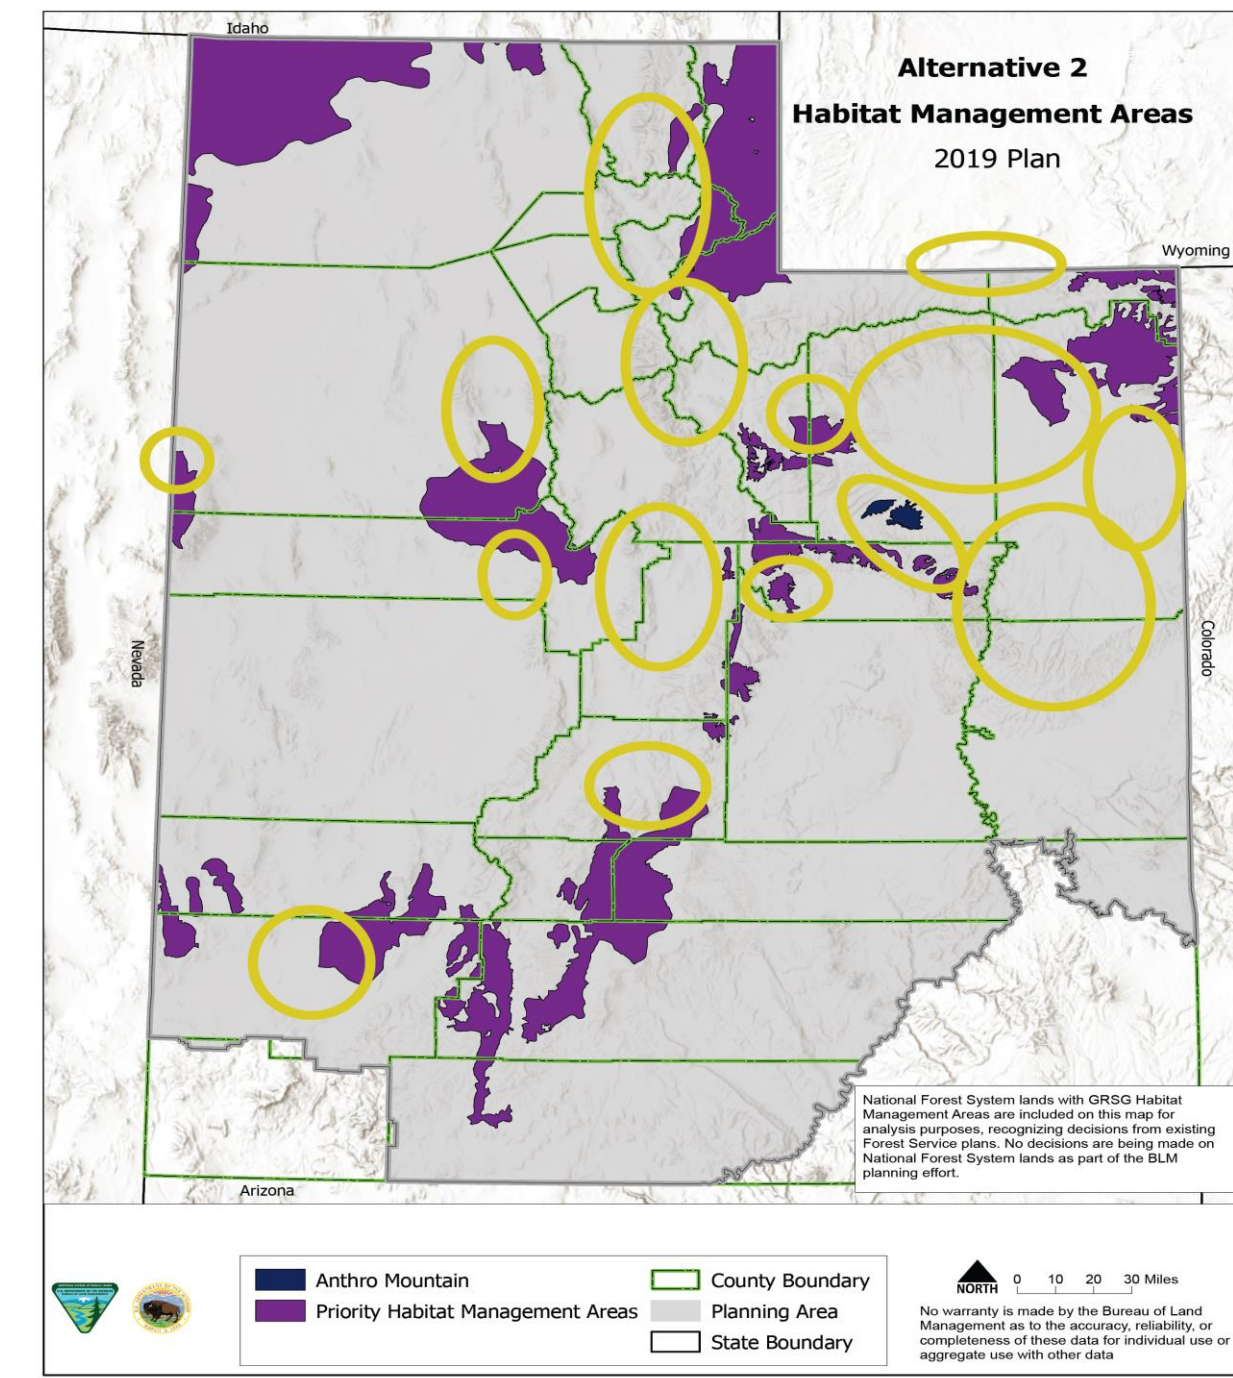 Idaho
Alternative 2
Habitat Management Areas
2019 Plan
Wyoming
Nevada
Colorado
National Forest System lands with GRSG Habitat
Management Areas are included on this map for
analysis purposes, recognizing decisions from existing
Forest Service plans. No decisions are being made on
National Forest System lands as part of the BLM
planning effort.
Arizona
Anthro Mountain
Priority Habitat Management Areas
County Boundary
Planning Area
State Boundary
NORTH
0 10 20 30 Miles
No warranty is made by the Bureau of Land
Management as to the accuracy, reliability, or
completeness of these data for individual use or
aggregate use with other data